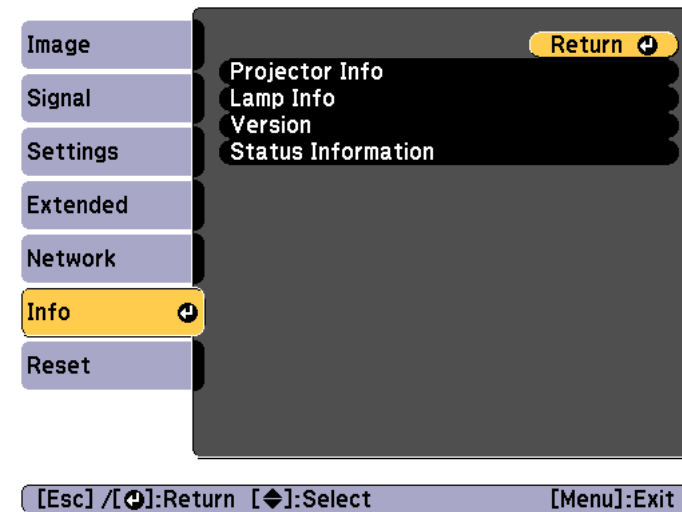 Image
Signal
Settings
Extended
Network
Info
Reset
Return
Projector Info
Lamp Info
Version
Status Information
[Esc] /[⏎]:Return [◆]:Select [Menu]:Exit